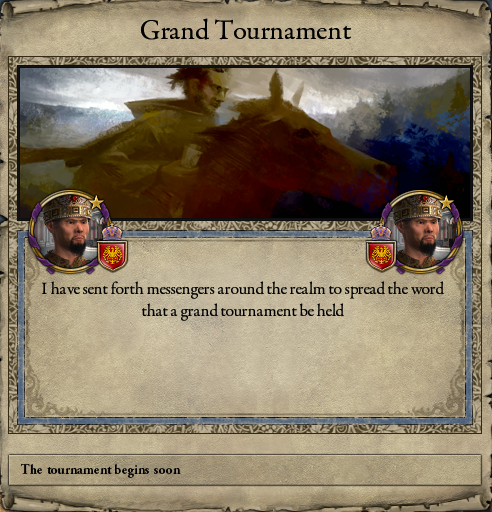 Grand Tournament
I have sent forth messengers around the realm to spread the word
that a grand tournament be held
The tournament begins soon